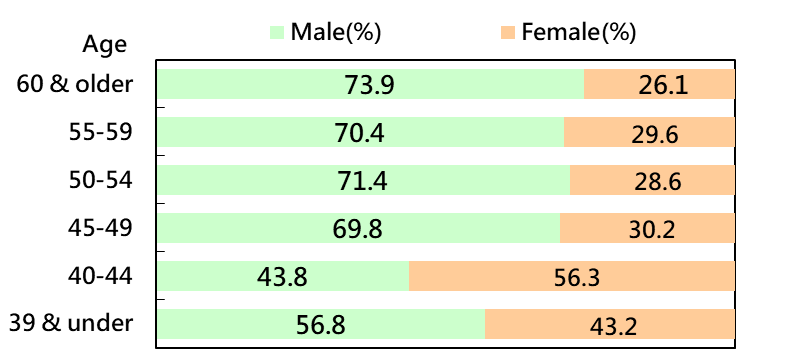 Male(%) Female(%)
Age
60 & older 73.9 26.1
55-59 70.4 29.6
50-54 71.4 28.6
45-49 69.8 30.2
40-44 43.8 56.3
39 & under 56.8 43.2